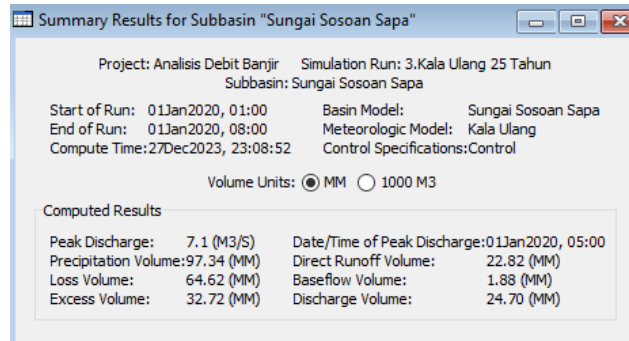 Summary Results for Subbasin "Sungai Sosoan Sapa"
Project: Analisis Debit Banjir Simulation Run: 3.Kala Ulang 25 Tahun
Subbasin: Sungai Sosoan Sapa
Start of Run: 01Jan2020, 01:00 Basin Model: Sungai Sosoan Sapa
End of Run: 01Jan2020, 08:00 Meteorologic Model: Kala Ulang
Compute Time:27Dec2023, 23:08:52 Control Specifications:Control
Volume Units: MM 1000 M3
Computed Results
Peak Discharge: 7.1 (M3/S) Date/Time of Peak Discharge:01Jan2020, 05:00
Precipitation Volume:97.34 (MM) Direct Runoff Volume: 22.82 (MM)
Loss Volume: 64.62 (MM) Baseflow Volume: 1.88 (MM)
Excess Volume: 32.72 (MM) Discharge Volume: 24.70 (MM)